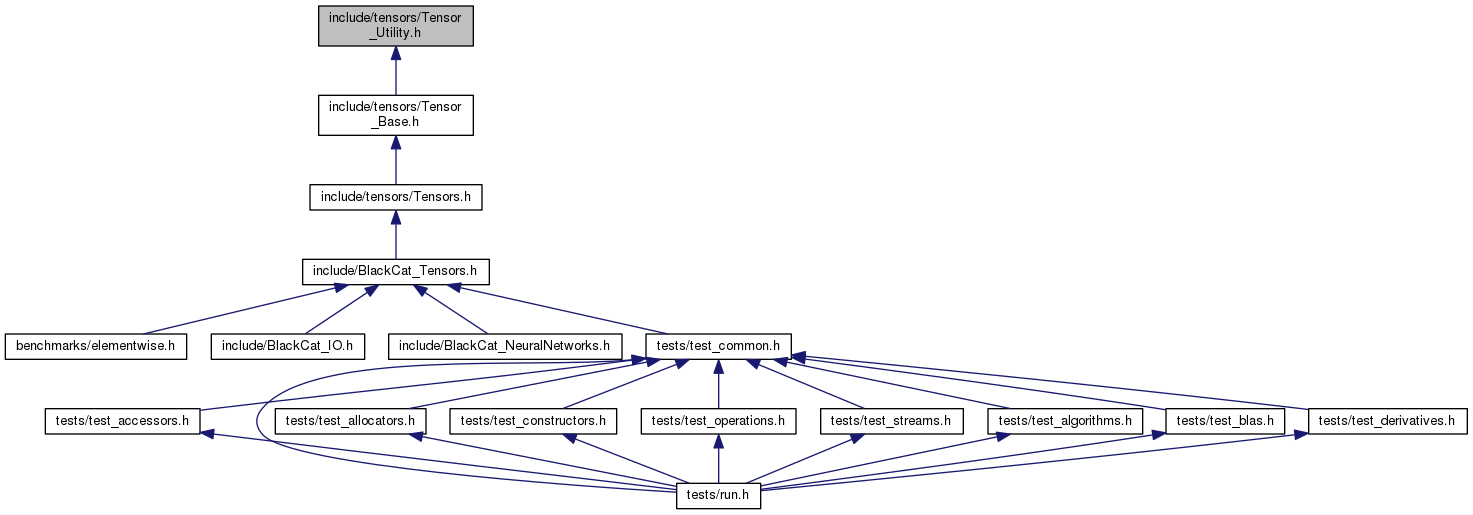 include/tensors/Tensor
_Utility.h
include/tensors/Tensor
_Base.h
include/tensors/Tensors.h
include/BlackCat_Tensors.h
benchmarks/elementwise.h
include/BlackCat_IO.h
include/BlackCat_NeuralNetworks.h
tests/test_common.h
tests/test_accessors.h
tests/test_allocators.h
tests/test_constructors.h
tests/test_operations.h
tests/test_streams.h
tests/test_algorithms.h
tests/test_blas.h
tests/test_derivatives.h
tests/run.h